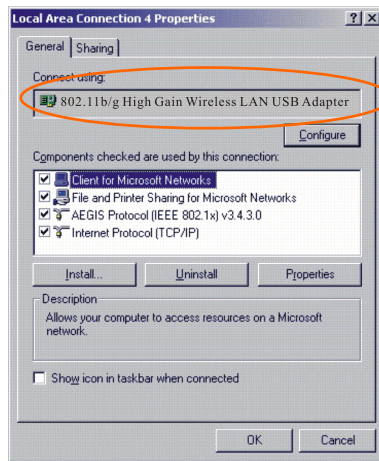 Local Area Connection 4 Properties
General Sharing
Connect using:
802.11b/g High Gain Wireless LAN USB Adapter
Configure
Components checked are used by this connection:
Client for Microsoft Networks
File and Printer Sharing for Microsoft Networks
AEGIS Protocol (IEEE 802.1x) v3.4.3.0
Internet Protocol (TCP/IP)
Install... Uninstall Properties
Description
Allows your computer to access resources on a Microsoft
network.
Show icon in taskbar when connected
OK Cancel